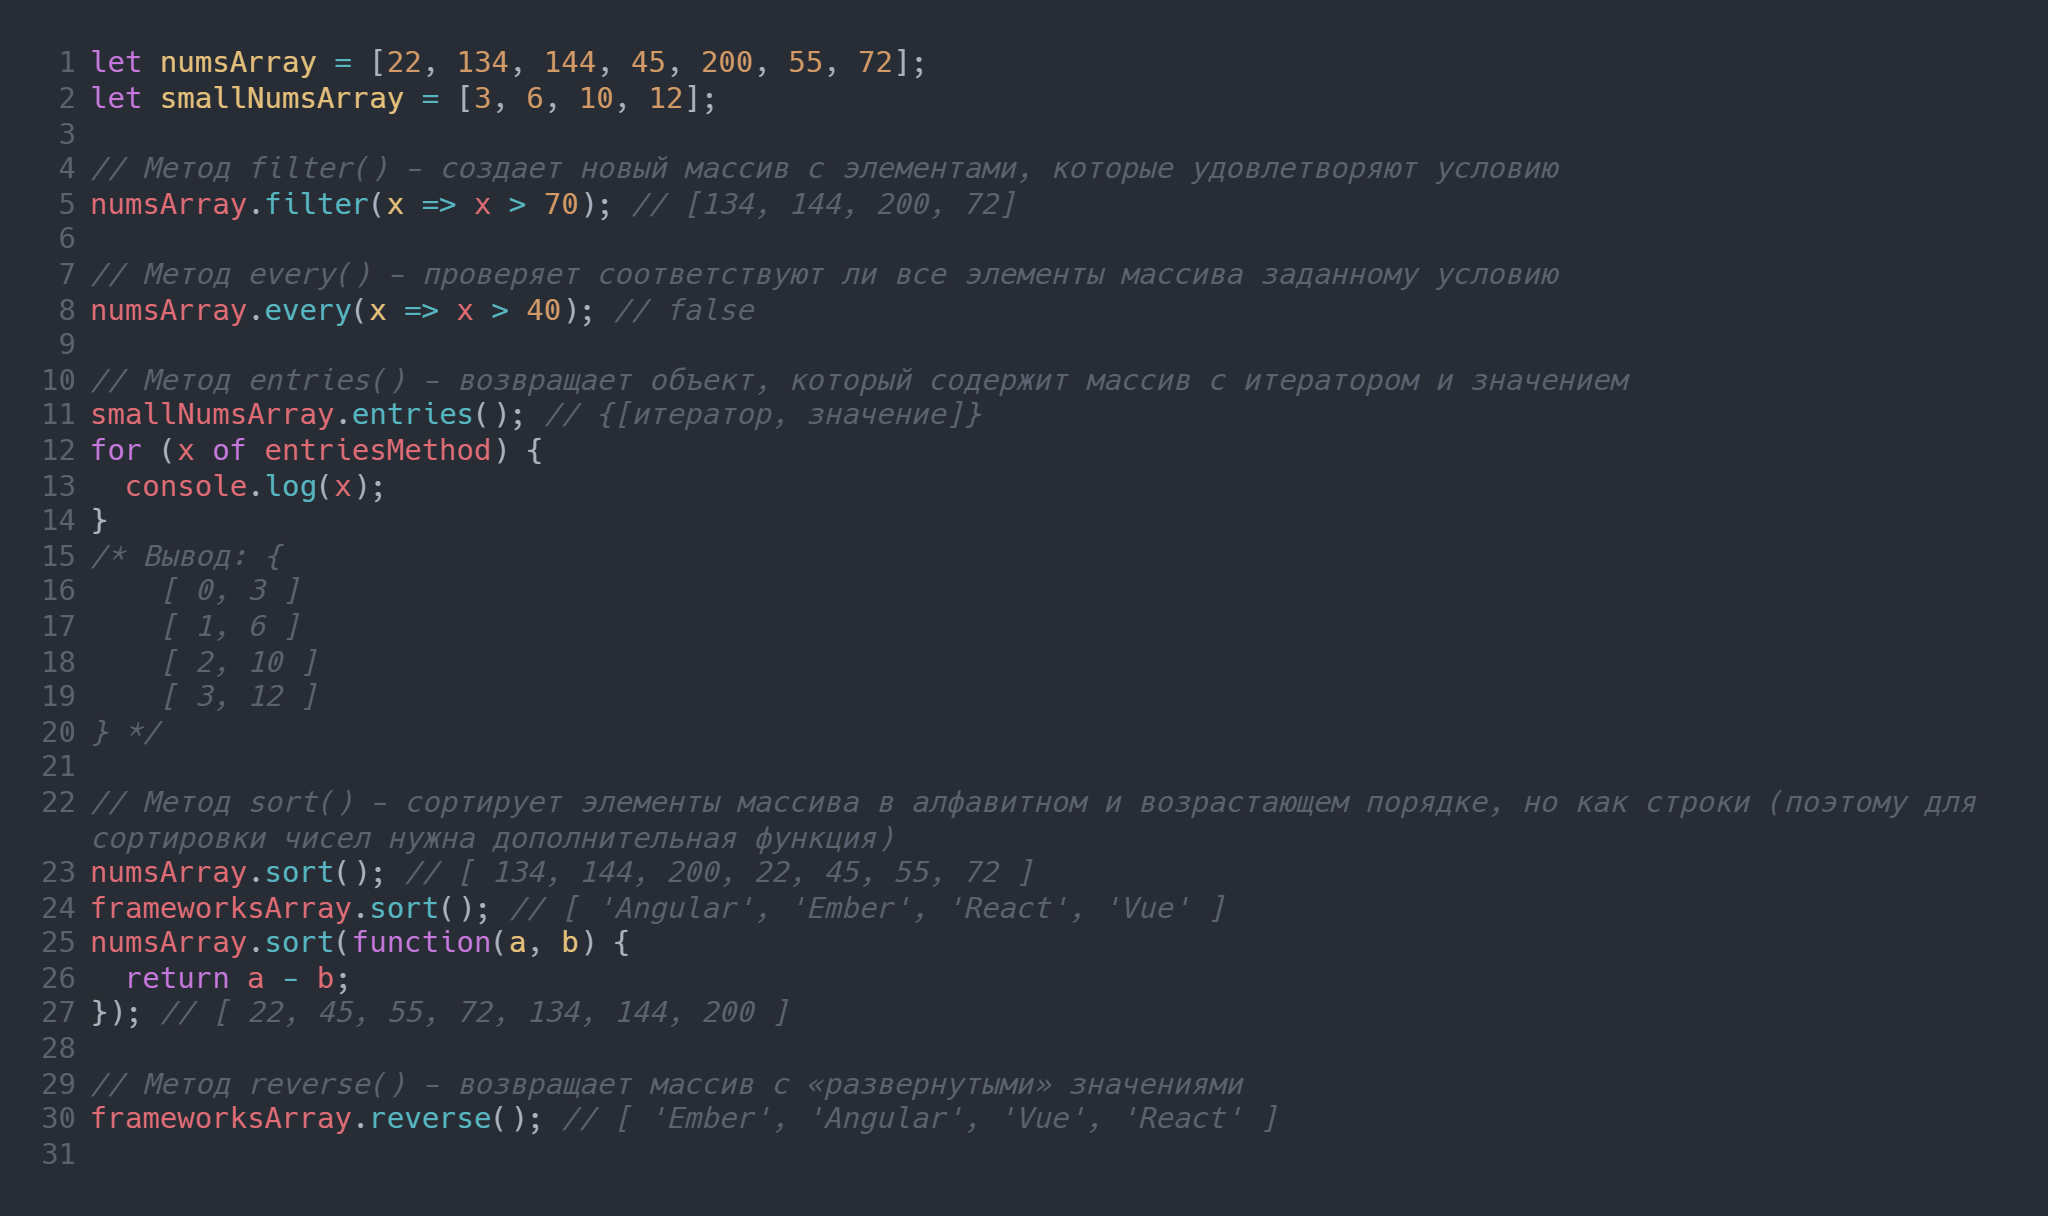 1 let numsArray = [22, 134, 144, 45, 200, 55, 72];
2 let smallNumsArray = [3, 6, 10, 12];
3
4 // Метод filter() – создает новый массив с элементами, которые удовлетворяют условию
5 numsArray.filter(x => x > 70); // [134, 144, 200, 72]
6
7 // Метод every() – проверяет соответствуют ли все элементы массива заданному условию
8 numsArray.every(x => x > 40); // false
9
10 // Метод entries() – возвращает объект, который содержит массив с итератором и значением
11 smallNumsArray.entries(); // {[итератор, значение]}
12 for (x of entriesMethod) {
13   console.log(x);
14 }
15 /* Вывод: {
16     [ 0, 3 ]
17     [ 1, 6 ]
18     [ 2, 10 ]
19     [ 3, 12 ]
20 } */
21
22 // Метод sort() – сортирует элементы массива в алфавитном и возрастающем порядке, но как строки (поэтому для
сортировки чисел нужна дополнительная функция)
23 numsArray.sort(); // [ 134, 144, 200, 22, 45, 55, 72 ]
24 frameworksArray.sort(); // [ 'Angular', 'Ember', 'React', 'Vue' ]
25 numsArray.sort(function(a, b) {
26   return a - b;
27 }); // [ 22, 45, 55, 72, 134, 144, 200 ]
28
29 // Метод reverse() – возвращает массив с «развернутыми» значениями
30 frameworksArray.reverse(); // [ 'Ember', 'Angular', 'Vue', 'React' ]
31